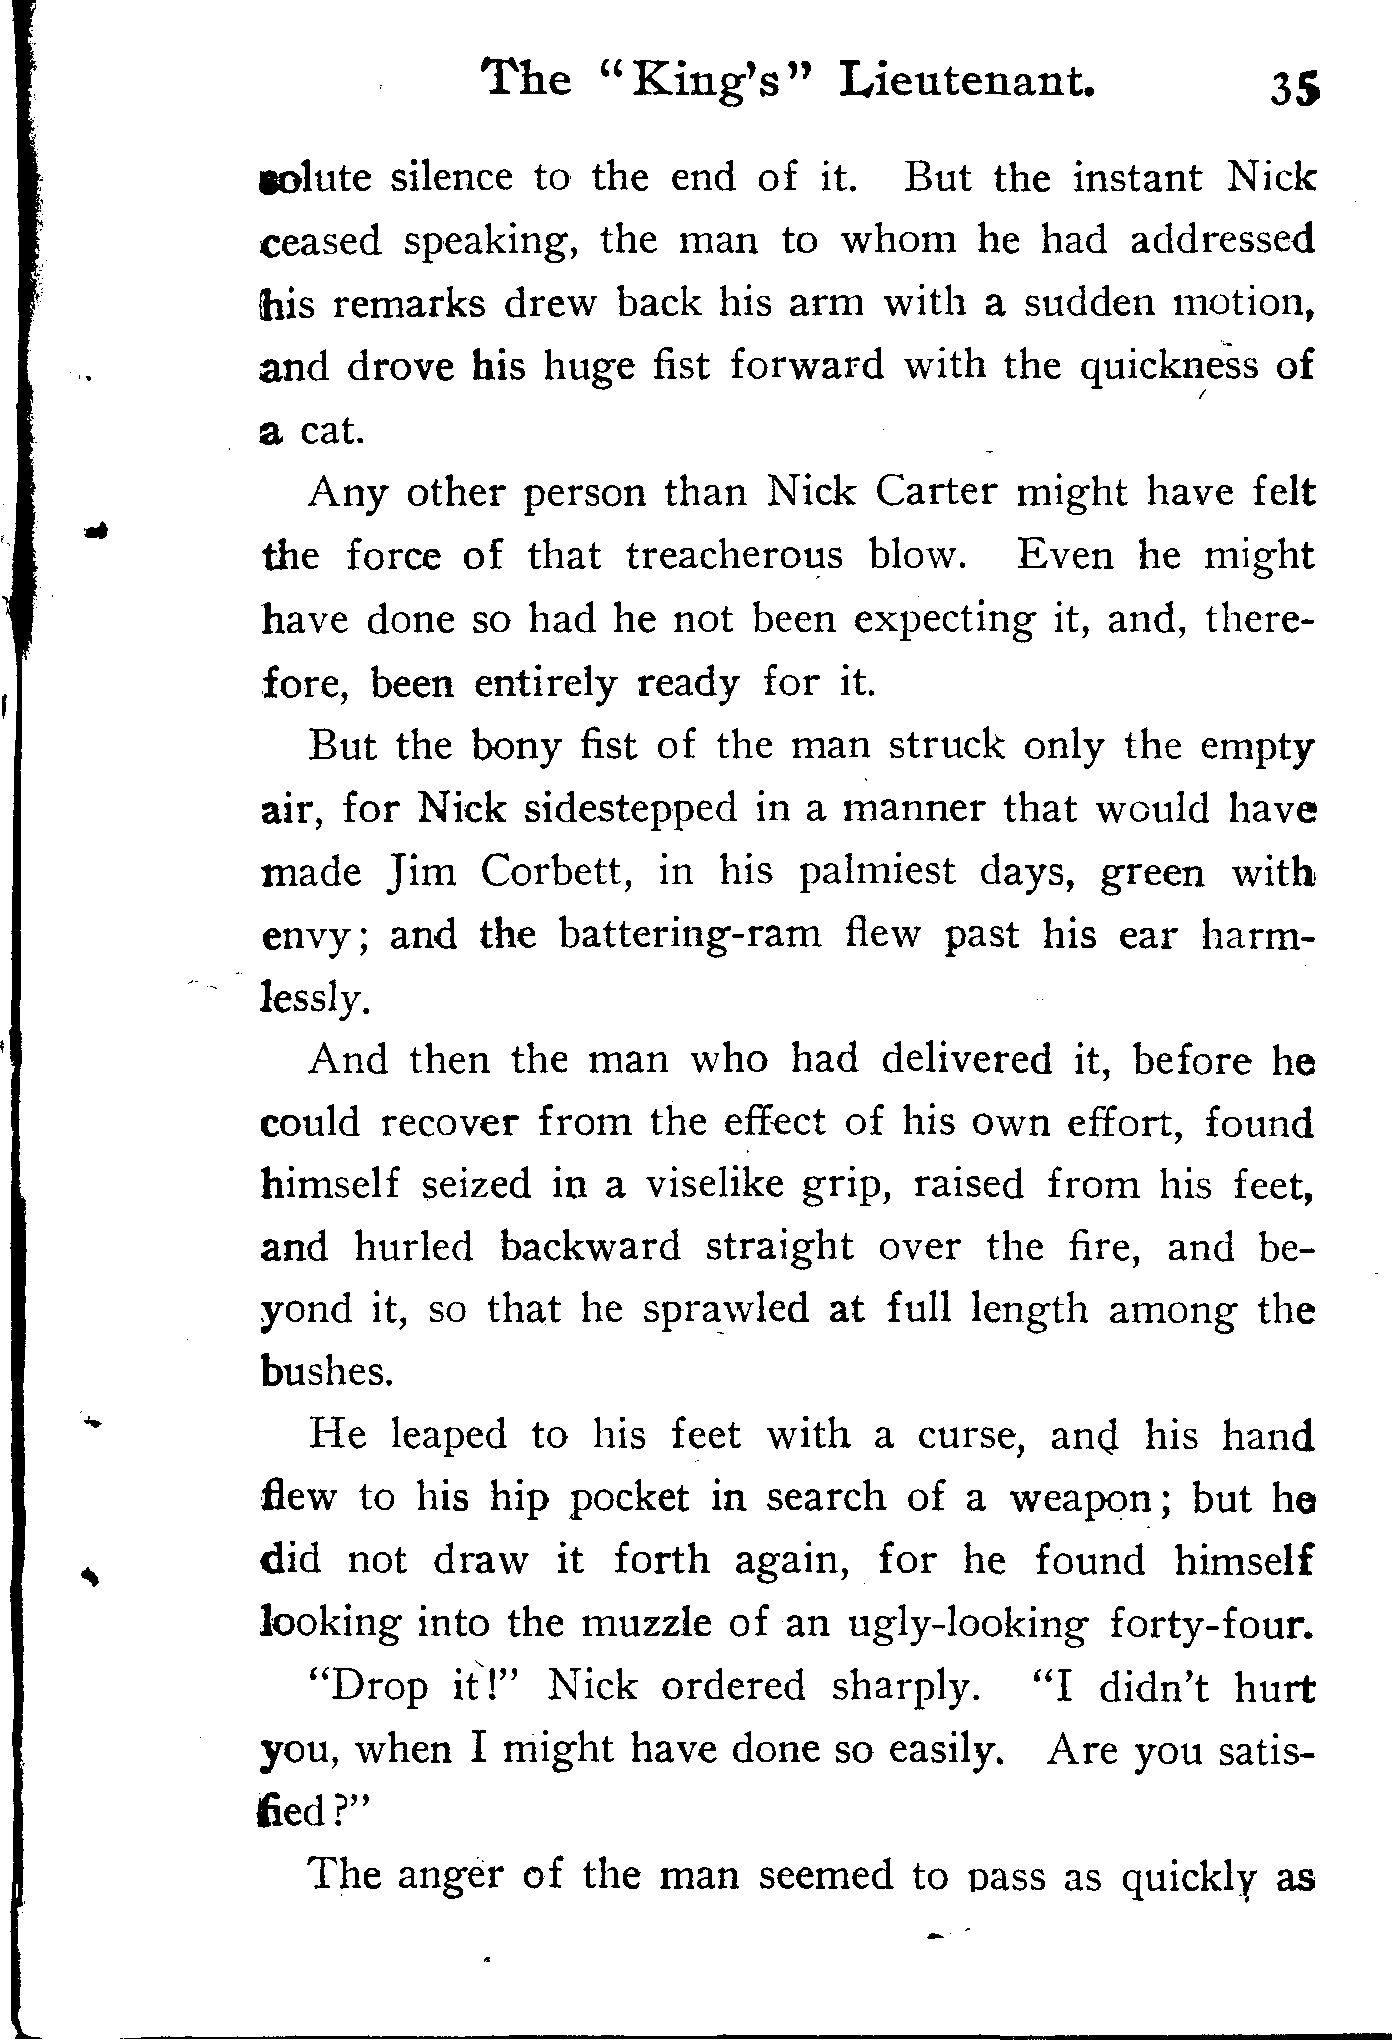 The "King's" Lieutenant. 35
solute silence to the end of it. But the instant Nick
ceased speaking, the man to whom he had addressed
his remarks drew back his arm with a sudden motion,
and drove his huge fist forward with the quickness of
a cat.
Any other person than Nick Carter might have felt
the force of that treacherous blow. Even he might
have done so had he not been expecting it, and, there-
fore, been entirely ready for it.
But the bony fist of the man struck only the empty
air, for Nick sidestepped in a manner that would have
made Jim Corbett, in his palmiest days, green with
envy; and the battering-ram flew past his ear harm-
lessly.
And then the man who had delivered it, before he
could recover from the effect of his own effort, found
himself seized in a viselike grip, raised from his feet,
and hurled backward straight over the fire, and be-
yond it, so that he sprawled at full length among the
bushes.
He leaped to his feet with a curse, and his hand
flew to his hip pocket in search of a weapon; but he
did not draw it forth again, for he found himself
looking into the muzzle of an ugly-looking forty-four.
"Drop it!" Nick ordered sharply. "I didn't hurt
you, when I might have done so easily. Are you satis-
fied?"
The anger of the man seemed to pass as quickly as